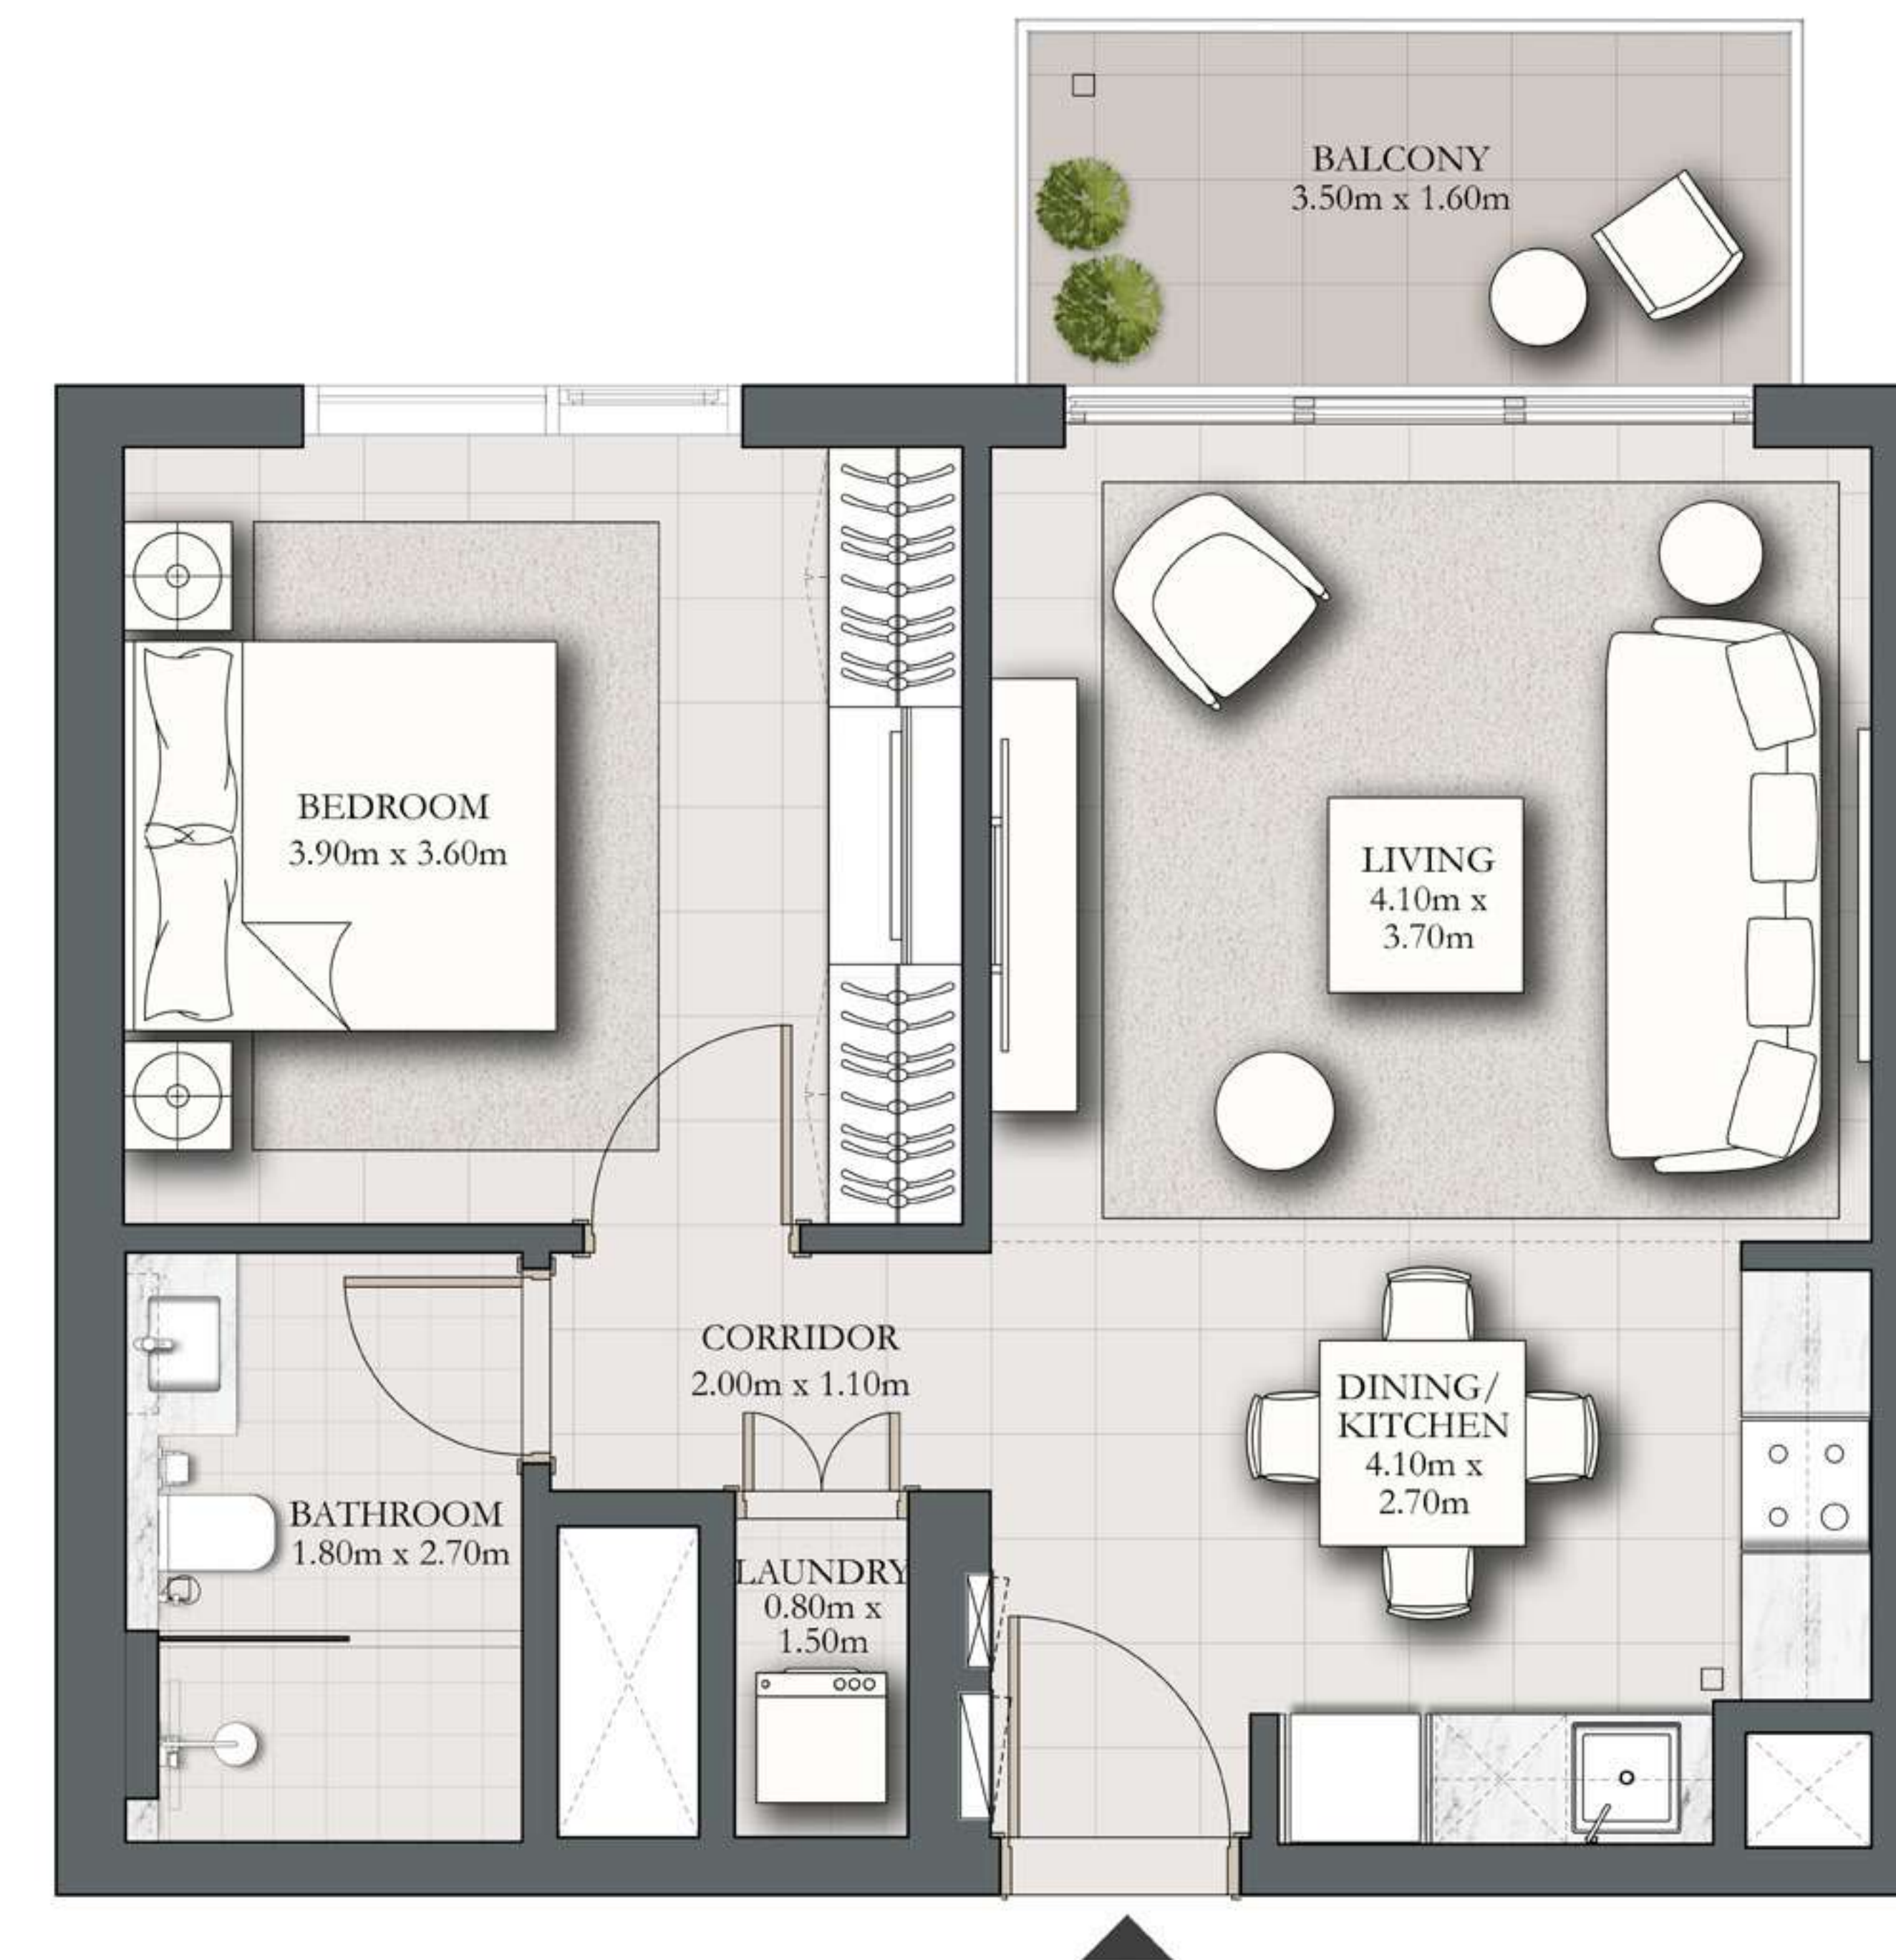 BALCONY
3.50m x 1.60m
BEDROOM
3.90m x 3.60m
LIVING
4.10m x
3.70m
CORRIDOR
2.00m x 1.10m
DINING/
KITCHEN
4.10m x
2.70m
BATHROOM
1.80m x 2.70m
LAUNDRY
0.80m x
1.50m